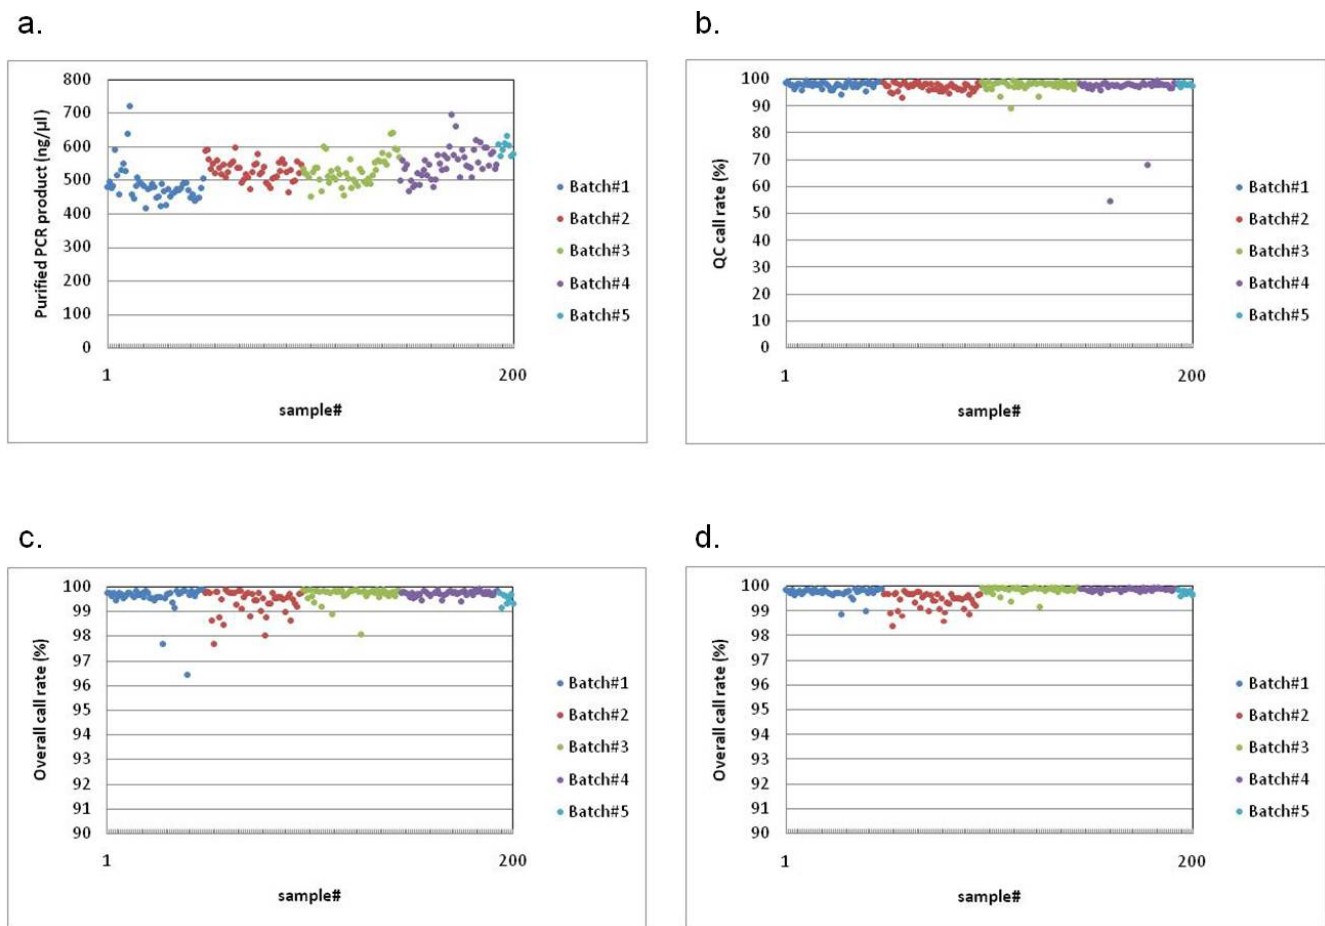 a.
800
700
600
500
400
300
200
100
0
Purified PCR product (ng/µl)
1
200
sample#
Batch#1
Batch#2
Batch#3
Batch#4
Batch#5
b.
100
90
80
70
60
50
40
30
20
10
0
QC call rate (%)
1
200
sample#
Batch#1
Batch#2
Batch#3
Batch#4
Batch#5
c.
100
99
98
97
96
95
94
93
92
91
90
Overall call rate (%)
1
200
sample#
Batch#1
Batch#2
Batch#3
Batch#4
Batch#5
d.
100
99
98
97
96
95
94
93
92
91
90
Overall call rate (%)
1
200
sample#
Batch#1
Batch#2
Batch#3
Batch#4
Batch#5